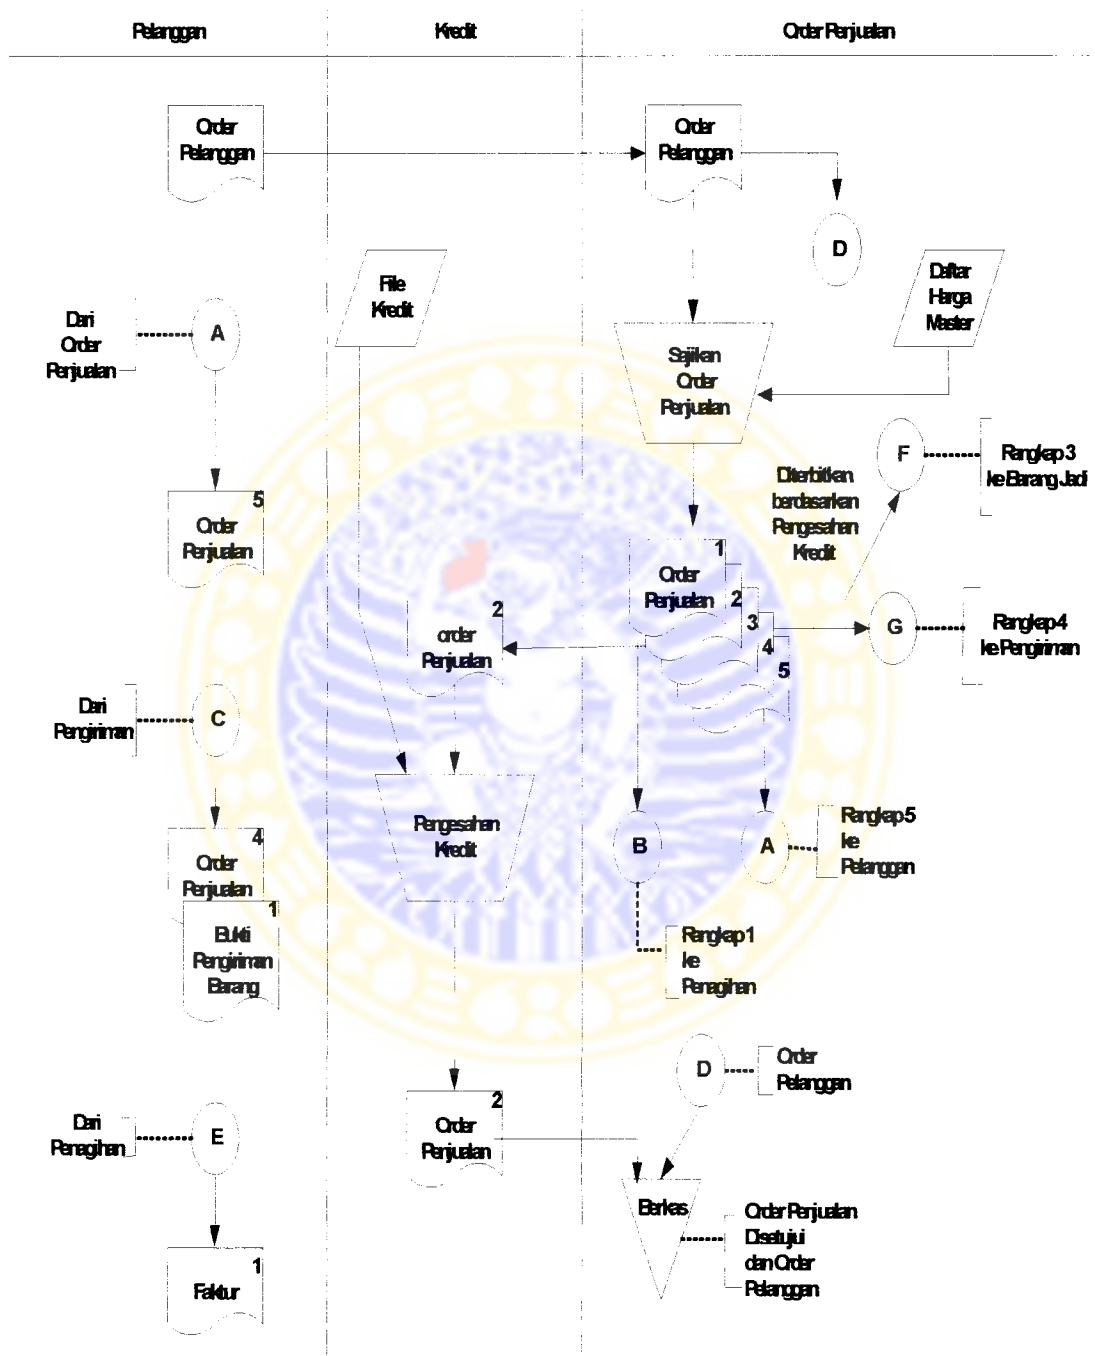 Pelanggan
Kredit
Order Penjualan
Order
Pelanggan
Order
Pelanggan
D
File
Kredit
Daftar
Harga
Master
Dari
Order
Penjualan
A
Sajikan
Order
Penjualan
F
Rangkap 3
ke Barang Jadi
Diterbitkan
berdasarkan
Pengesahan
Kredit
5
Order
Penjualan
1
Order
Penjualan
2
3
4
5
G
Rangkap 4
ke Pengiriman
2
order
Penjualan
Dari
Pengiriman
C
Pengesahan
Kredit
B
A
Rangkap 5
ke
Pelanggan
4
Order
Penjualan
1
Bukti
Pengiriman
Barang
Rangkap 1
ke
Penagihan
D
Order
Pelanggan
2
Order
Penjualan
Dari
Penagihan
E
Berkas
Order Penjualan
Disetujui
dan Order
Pelanggan
1
Faktur